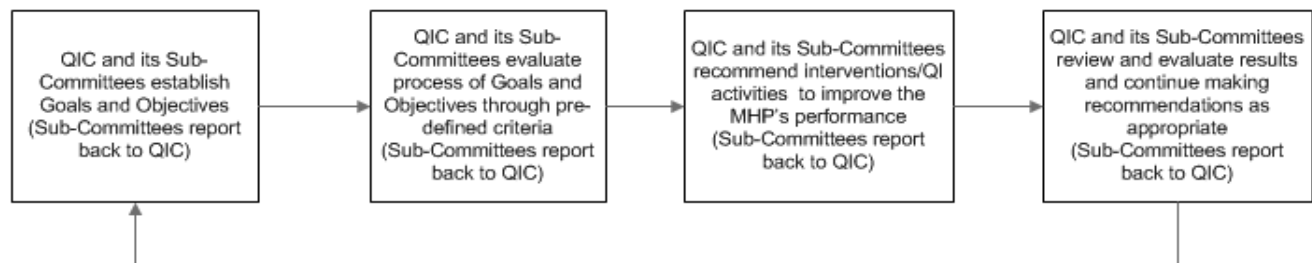 QIC and its Sub-
Committees establish
Goals and Objectives
(Sub-Committees report
back to QIC)
QIC and its Sub-
Committees evaluate
process of Goals and
Objectives through pre-
defined criteria
(Sub-Committees report
back to QIC)
QIC and its Sub-Committees
recommend interventions/QI
activities to improve the
MHP's performance
(Sub-Committees report
back to QIC)
QIC and its Sub-Committees
review and evaluate results
and continue making
recommendations as
appropriate
(Sub-Committees report
back to QIC)